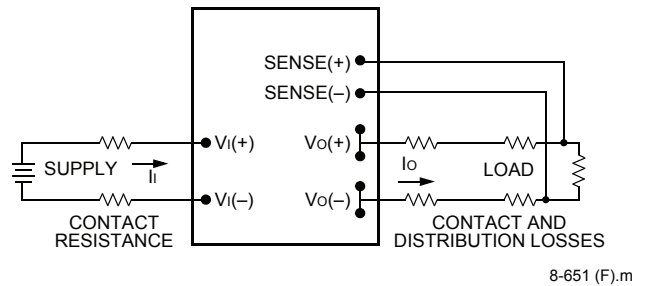 SENSE(+)
SENSE(–)
VI(+)
VO(+)
SUPPLY
II
IO
LOAD
VI(–)
VO(–)
CONTACT
RESISTANCE
CONTACT AND
DISTRIBUTION LOSSES
8-651 (F).m